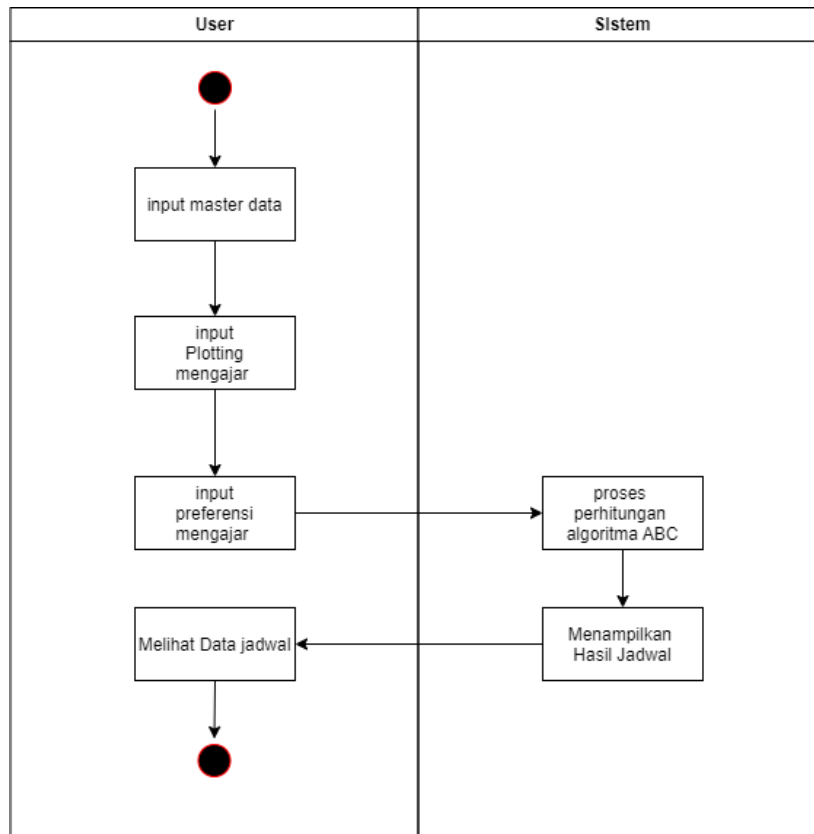 User
Sistem
input master data
input
Plotting
mengajar
input
preferensi
mengajar
proses
perhitungan
algoritma ABC
Menampilkan
Hasil Jadwal
Melihat Data jadwal